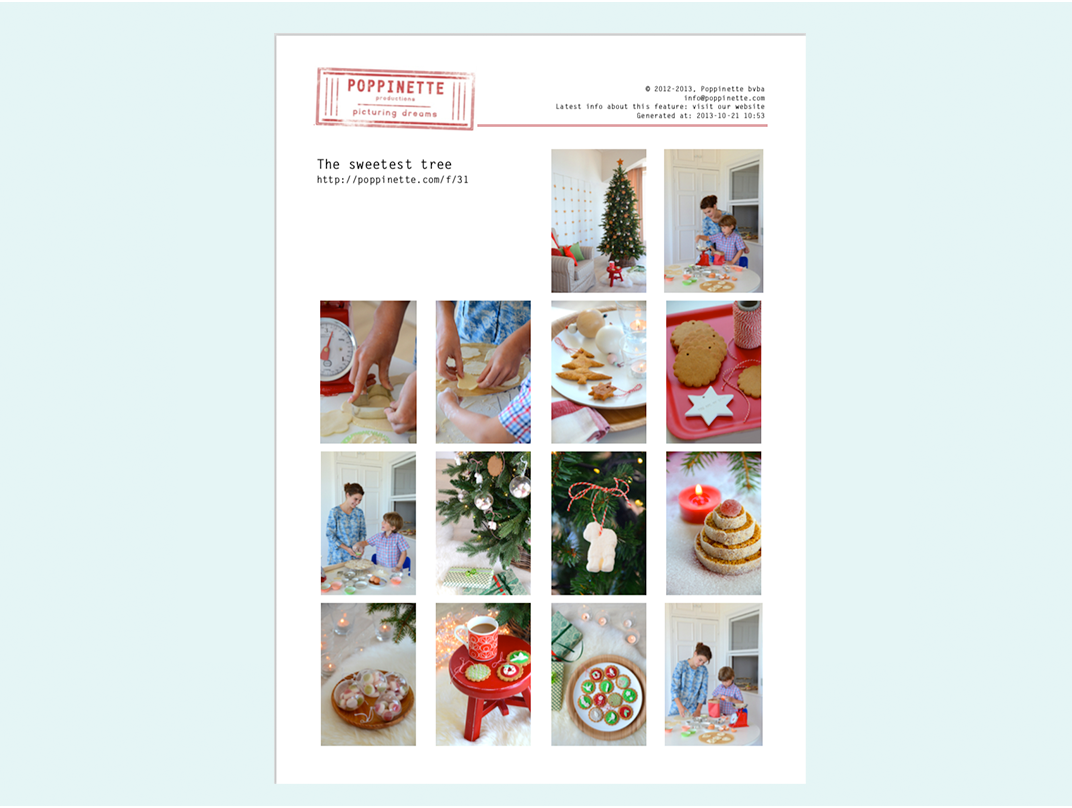 POPPINETTE
productions
picturing dreams
© 2012-2013, Poppinette bvba
info@poppinette.com
Latest info about this feature: visit our website
Generated at: 2013-10-21 10:53
The sweetest tree
http://poppinette.com/f/31